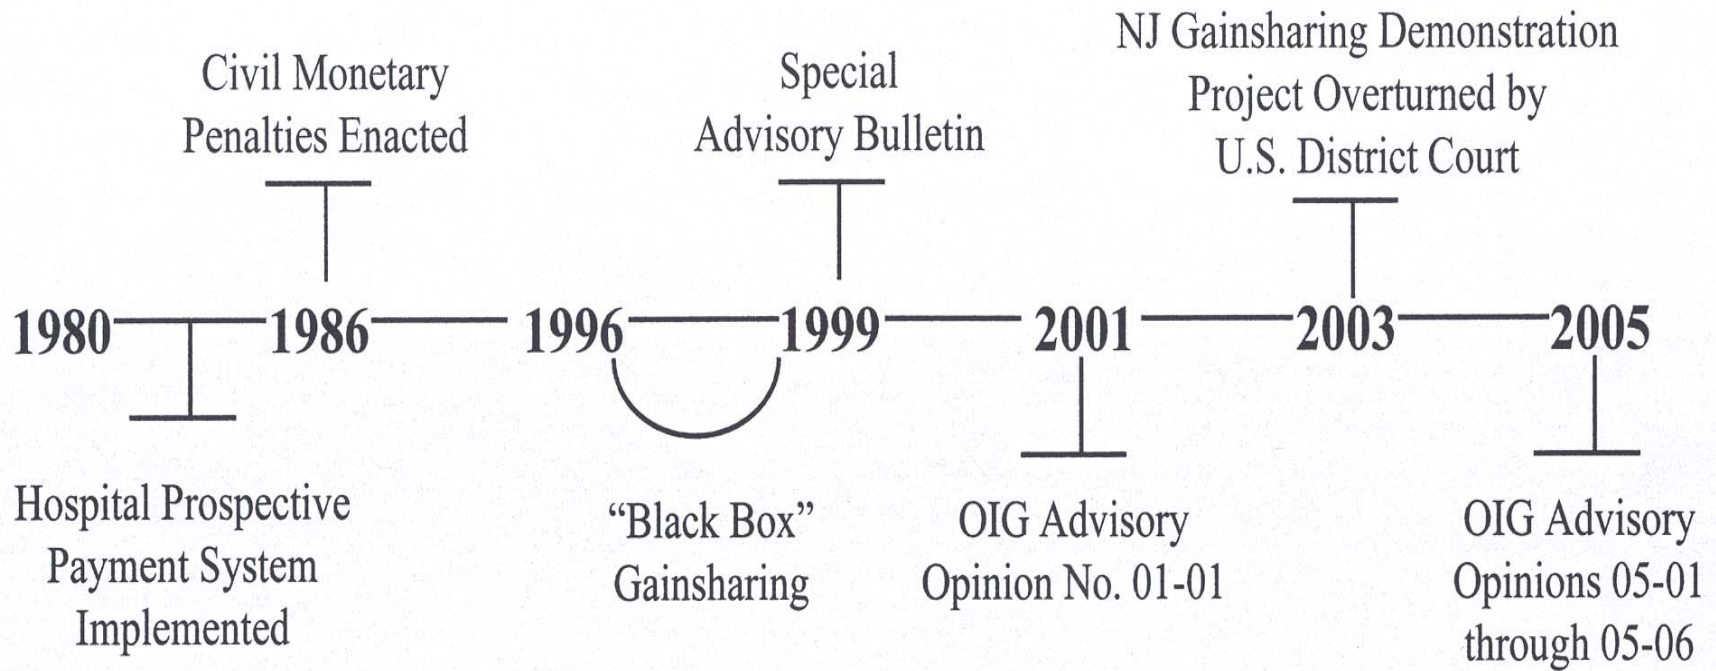 NJ Gainsharing Demonstration
Project Overturned by
U.S. District Court
Civil Monetary
Penalties Enacted
Special
Advisory Bulletin
1980 1986 1996 1999 2001 2003 2005
Hospital Prospective
Payment System
Implemented
“Black Box”
Gainsharing
OIG Advisory
Opinion No. 01-01
OIG Advisory
Opinions 05-01
through 05-06